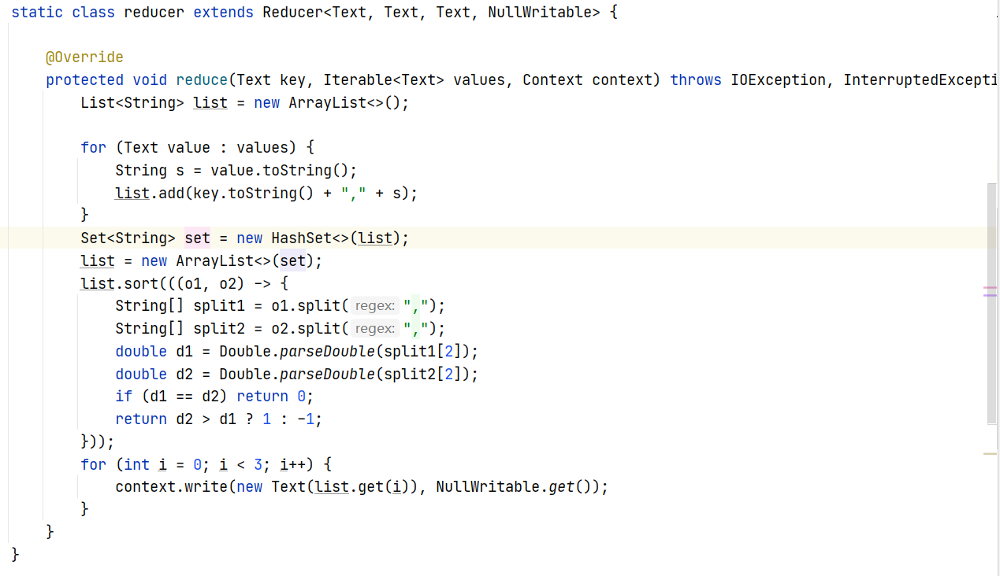 static class reducer extends Reducer<Text, Text, Text, NullWritable> {
@Override
protected void reduce(Text key, Iterable<Text> values, Context context) throws IOException, InterruptedExcepti
List<String> list = new ArrayList<>();
for (Text value : values) {
String s = value.toString();
list.add(key.toString() + "," + s);
}
Set<String> set = new HashSet<>(list);
list = new ArrayList<>(set);
list.sort(((o1, o2) -> {
String[] split1 = o1.split( regex: ",");
String[] split2 = o2.split( regex: ",");
double d1 = Double.parseDouble(split1[2]);
double d2 = Double.parseDouble(split2[2]);
if (d1 == d2) return 0;
return d2 > d1 ? 1 : -1;
}));
for (int i = 0; i < 3; i++) {
context.write(new Text(list.get(i)), NullWritable.get());
}
}
}